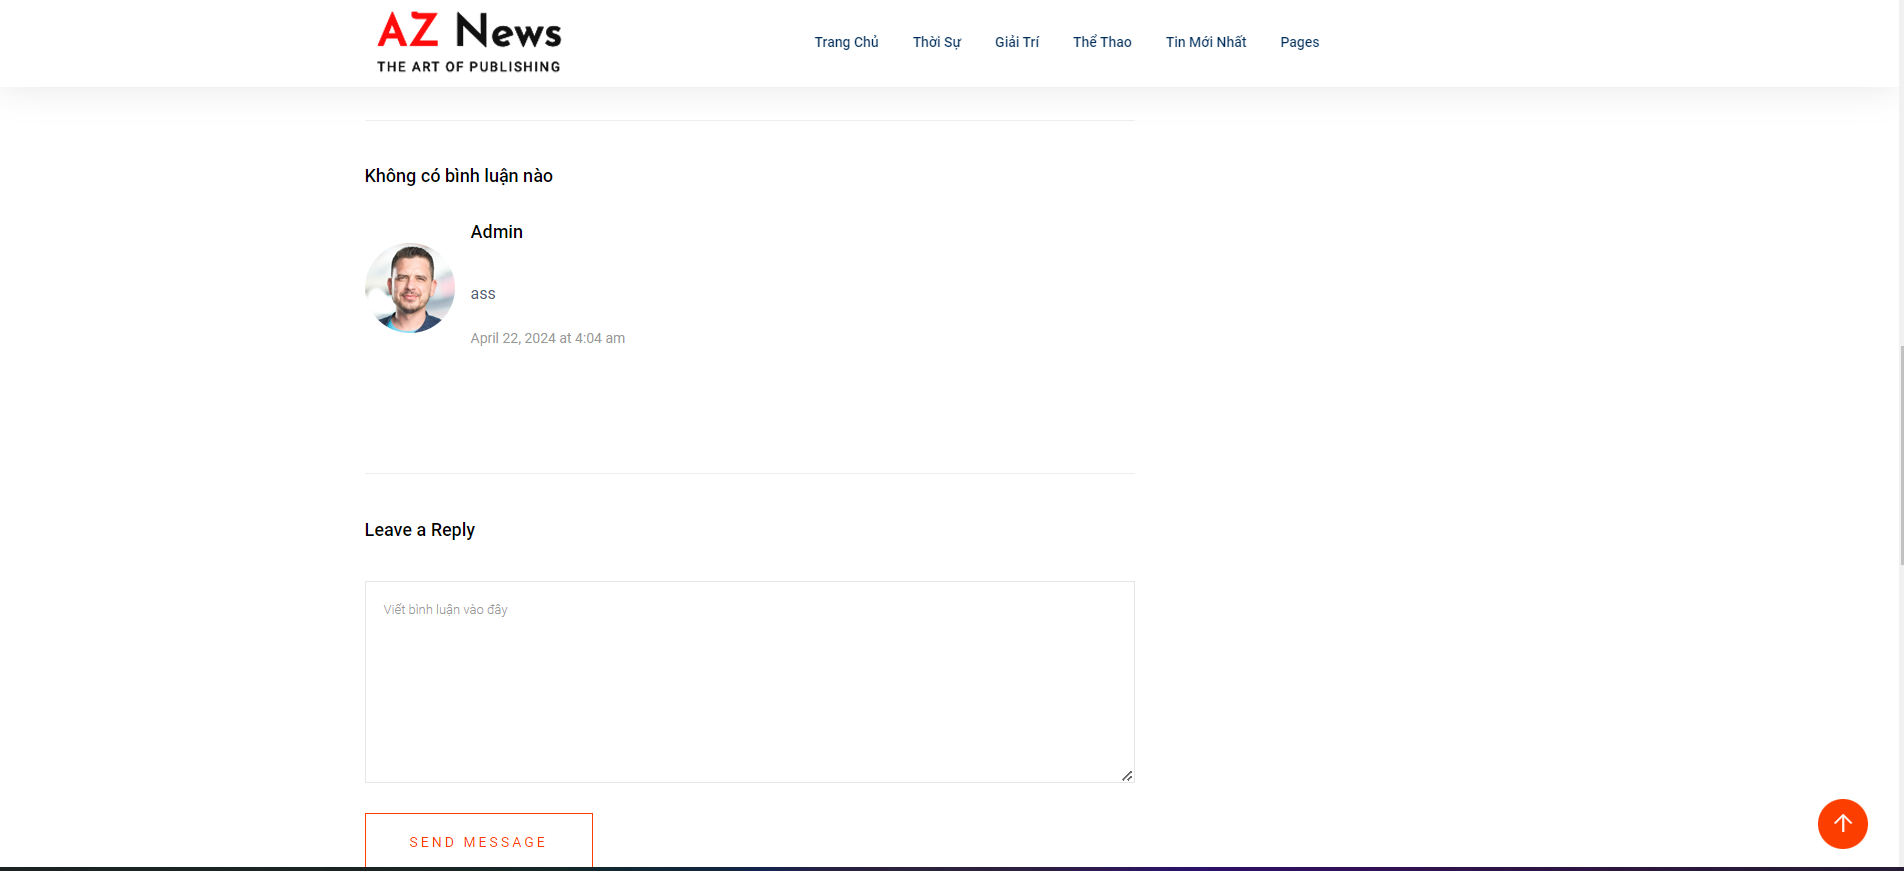 AZ News
THE ART OF PUBLISHING
Trang Chủ Thời Sự Giải Trí Thể Thao Tin Mới Nhất Pages
Không có bình luận nào
Admin
ass
April 22, 2024 at 4:04 am
Leave a Reply
Viết bình luận vào đây
SEND MESSAGE